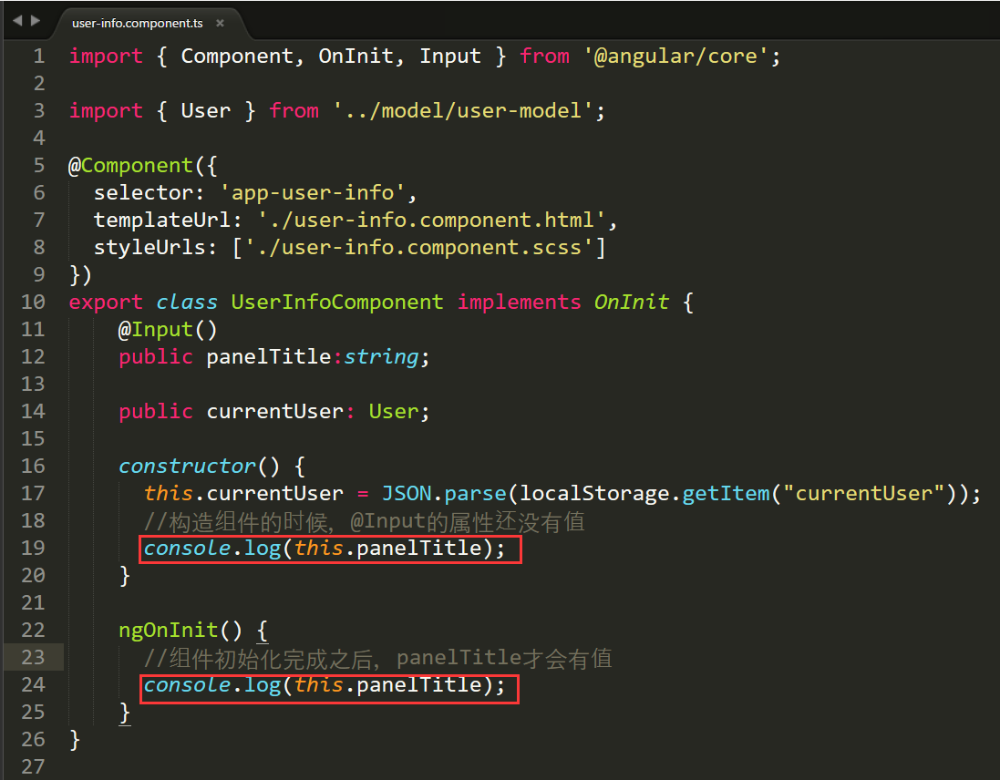 user-info.component.ts ×
1 import { Component, OnInit, Input } from '@angular/core';
2
3 import { User } from '../model/user-model';
4
5 @Component({
6   selector: 'app-user-info',
7   templateUrl: './user-info.component.html',
8   styleUrls: ['./user-info.component.scss']
9 })
10 export class UserInfoComponent implements OnInit {
11     @Input()
12     public panelTitle:string;
13
14     public currentUser: User;
15
16     constructor() {
17       this.currentUser = JSON.parse(localStorage.getItem("currentUser"));
18       //构造组件的时候，@Input的属性还没有值
19       console.log(this.panelTitle);
20     }
21
22     ngOnInit() {
23       //组件初始化完成之后，panelTitle才会有值
24       console.log(this.panelTitle);
25     }
26 }
27